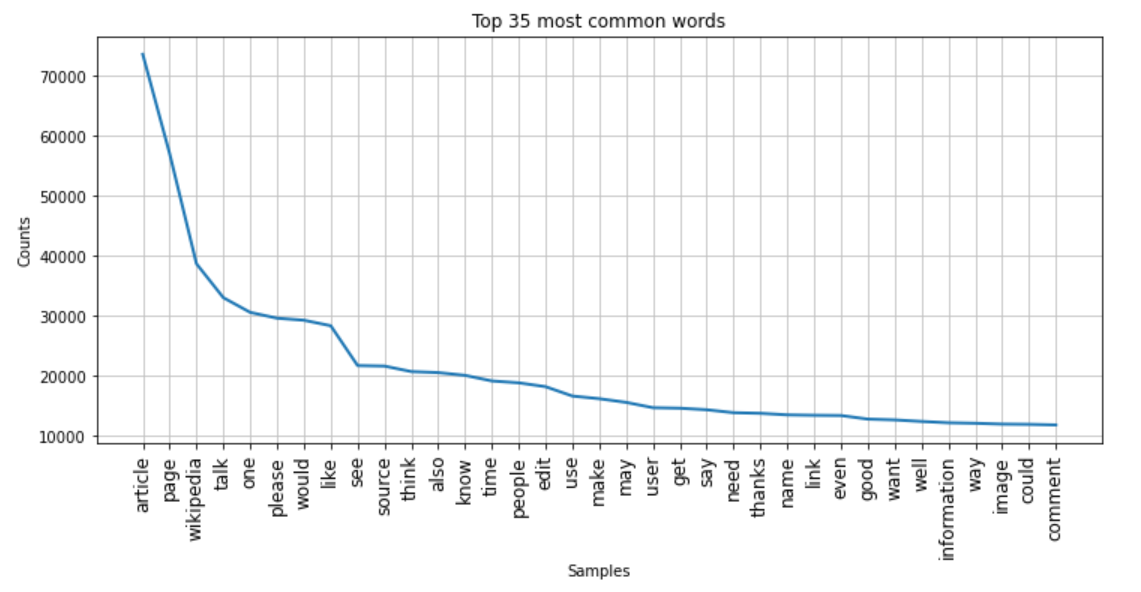 Top 35 most common words
Counts
70000
60000
50000
40000
30000
20000
10000
article
page
wikipedia
talk
one
please
would
like
see
source
think
also
know
time
people
edit
use
make
may
user
get
say
need
thanks
name
link
even
good
want
well
information
way
image
could
comment
Samples